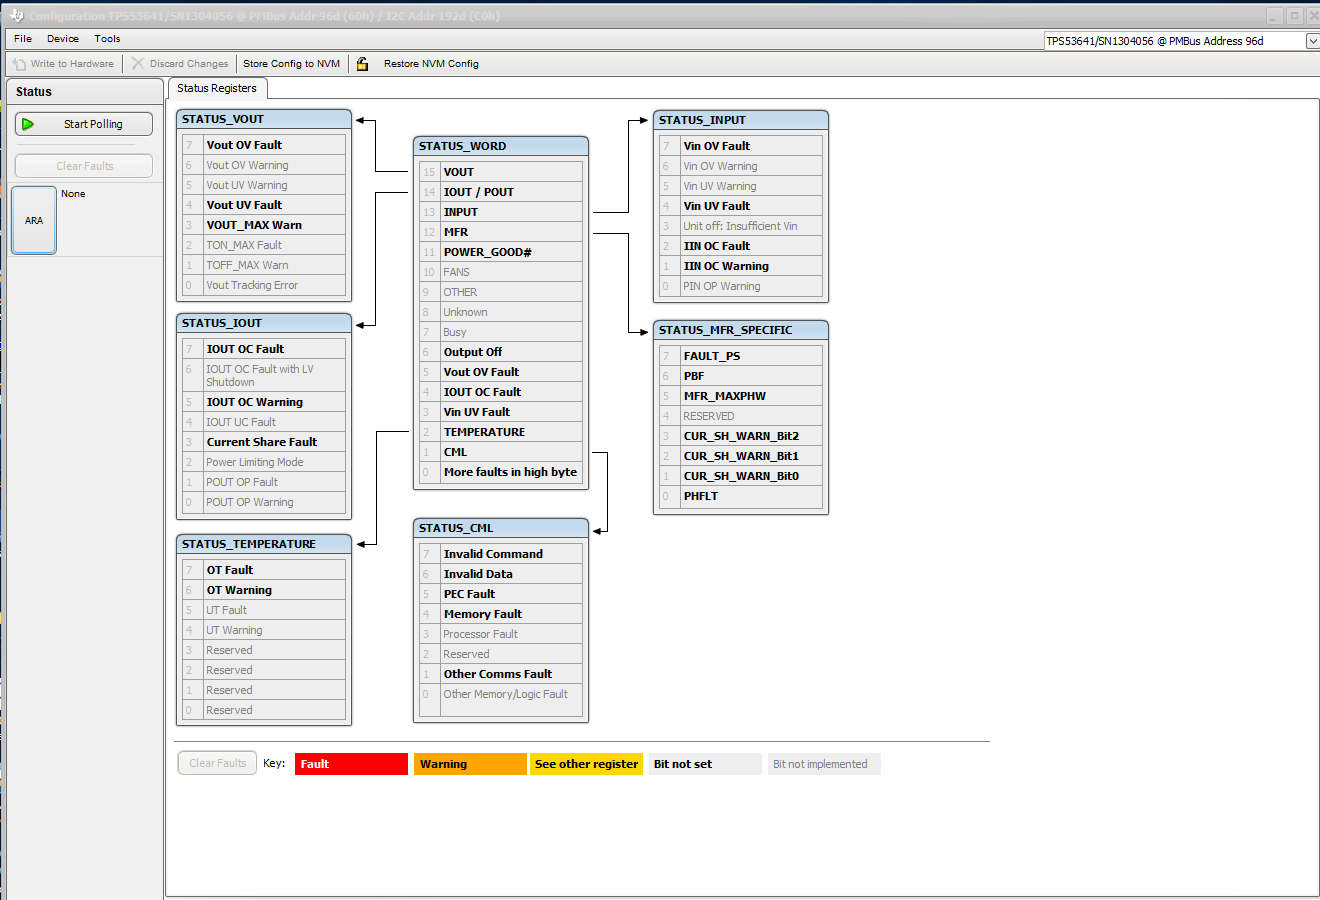 Configuration TPS53641/SN1304056 @ PMBus Addr 96d (60h) / I2C Addr 192d (C0h)
File Device Tools
TPS53641/SN1304056 @ PMBus Address 96d
Write to Hardware Discard Changes Store Config to NVM Restore NVM Config
Status
Start Polling
Clear Faults
ARA
None
Status Registers
STATUS_VOUT
7 Vout OV Fault
6 Vout OV Warning
5 Vout UV Warning
4 Vout UV Fault
3 VOUT_MAX Warn
2 TON_MAX Fault
1 TOFF_MAX Warn
0 Vout Tracking Error
STATUS_IOUT
7 IOUT OC Fault
6 IOUT OC Fault with LV
Shutdown
5 IOUT OC Warning
4 IOUT UC Fault
3 Current Share Fault
2 Power Limiting Mode
1 POUT OP Fault
0 POUT OP Warning
STATUS_TEMPERATURE
7 OT Fault
6 OT Warning
5 UT Fault
4 UT Warning
3 Reserved
2 Reserved
1 Reserved
0 Reserved
STATUS_WORD
15 VOUT
14 IOUT / POUT
13 INPUT
12 MFR
11 POWER_GOOD#
10 FANS
9 OTHER
8 Unknown
7 Busy
6 Output Off
5 Vout OV Fault
4 IOUT OC Fault
3 Vin UV Fault
2 TEMPERATURE
1 CML
0 More faults in high byte
STATUS_CML
7 Invalid Command
6 Invalid Data
5 PEC Fault
4 Memory Fault
3 Processor Fault
2 Reserved
1 Other Comms Fault
0 Other Memory/Logic Fault
STATUS_INPUT
7 Vin OV Fault
6 Vin OV Warning
5 Vin UV Warning
4 Vin UV Fault
3 Unit off: Insufficient Vin
2 IIN OC Fault
1 IIN OC Warning
0 PIN OP Warning
STATUS_MFR_SPECIFIC
7 FAULT_PS
6 PBF
5 MFR_MAXPHW
4 RESERVED
3 CUR_SH_WARN_Bit2
2 CUR_SH_WARN_Bit1
1 CUR_SH_WARN_Bit0
0 PHFLT
Clear Faults Key: Fault Warning See other register Bit not set Bit not implemented